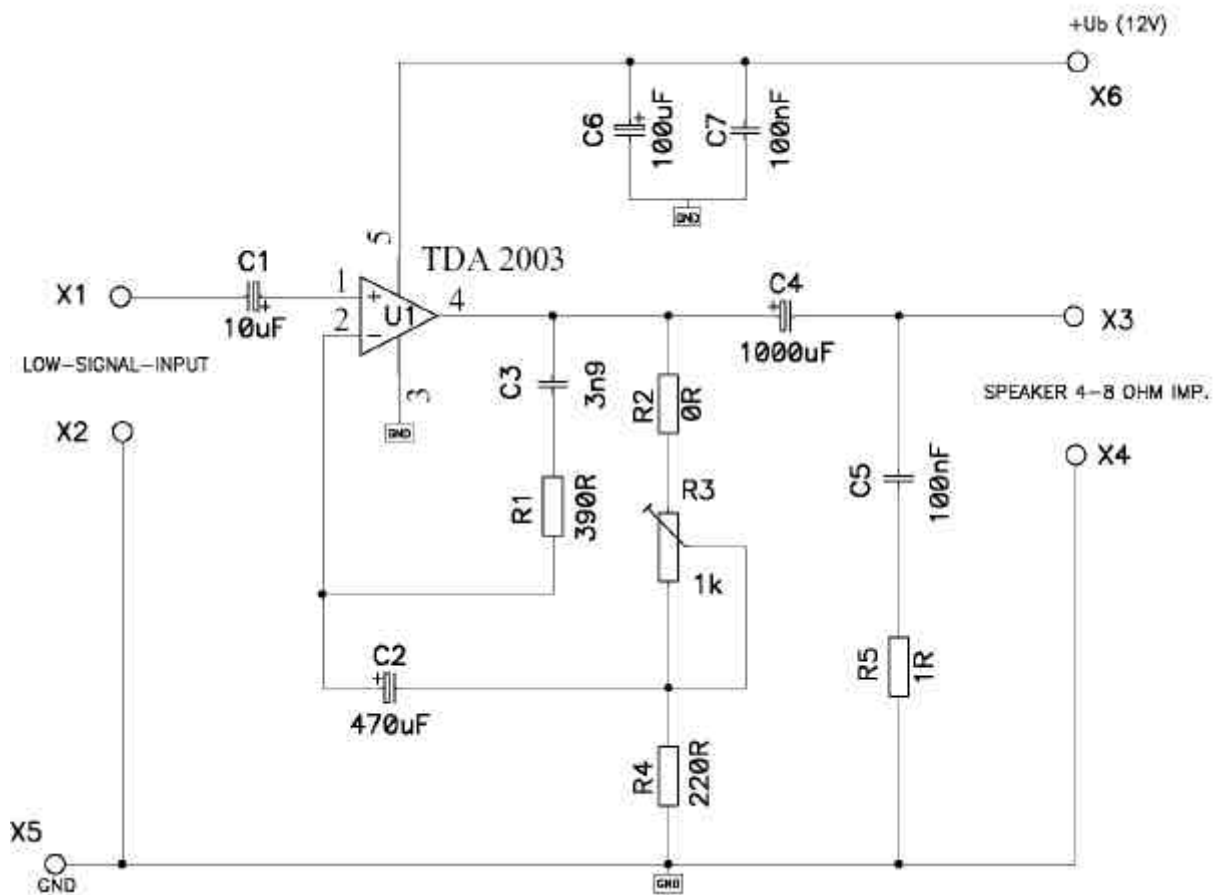 +Ub (12V)
X6
C6
100uF
C7
100nF
GND
5
TDA 2003
C1
10uF
X1
1
2
+
-
U1
4
3
GND
C4
+
1000uF
X3
LOW-SIGNAL-INPUT
X2
C3
3n9
R2
0R
SPEAKER 4-8 OHM IMP.
X4
R1
390R
R3
1k
C5
100nF
C2
+
470uF
R5
1R
R4
220R
X5
GND
GND